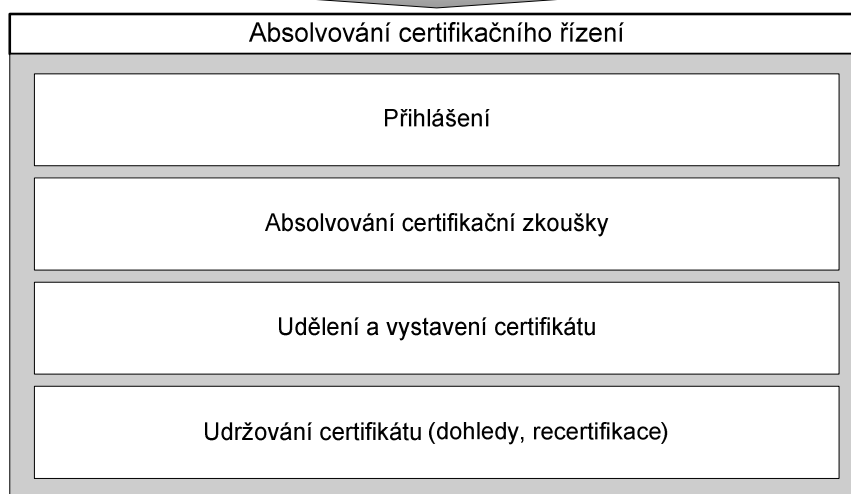 Absolvování certifikačního řízení
Přihlášení
Absolvování certifikační zkoušky
Udělení a vystavení certifikátu
Udržování certifikátu (dohledy, recertifikace)